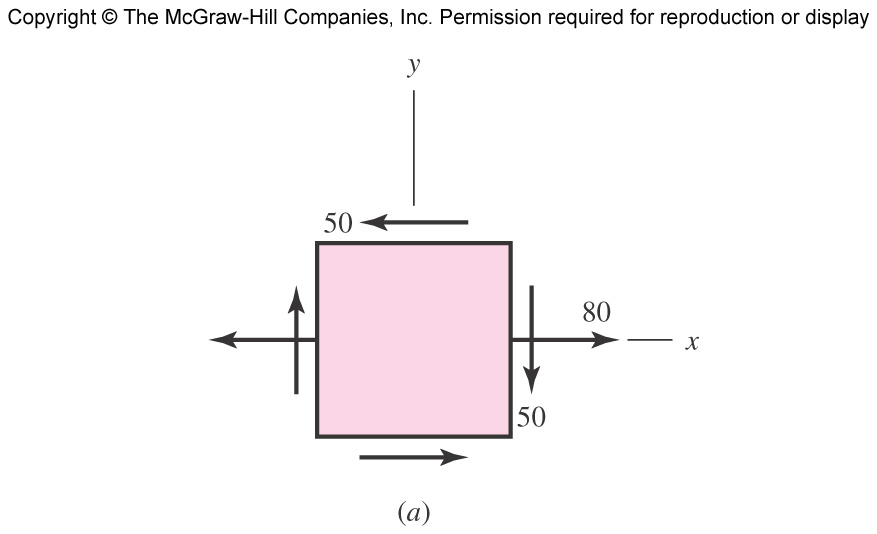 Copyright © The McGraw-Hill Companies, Inc. Permission required for reproduction or display
y
50
80
x
50
(a)